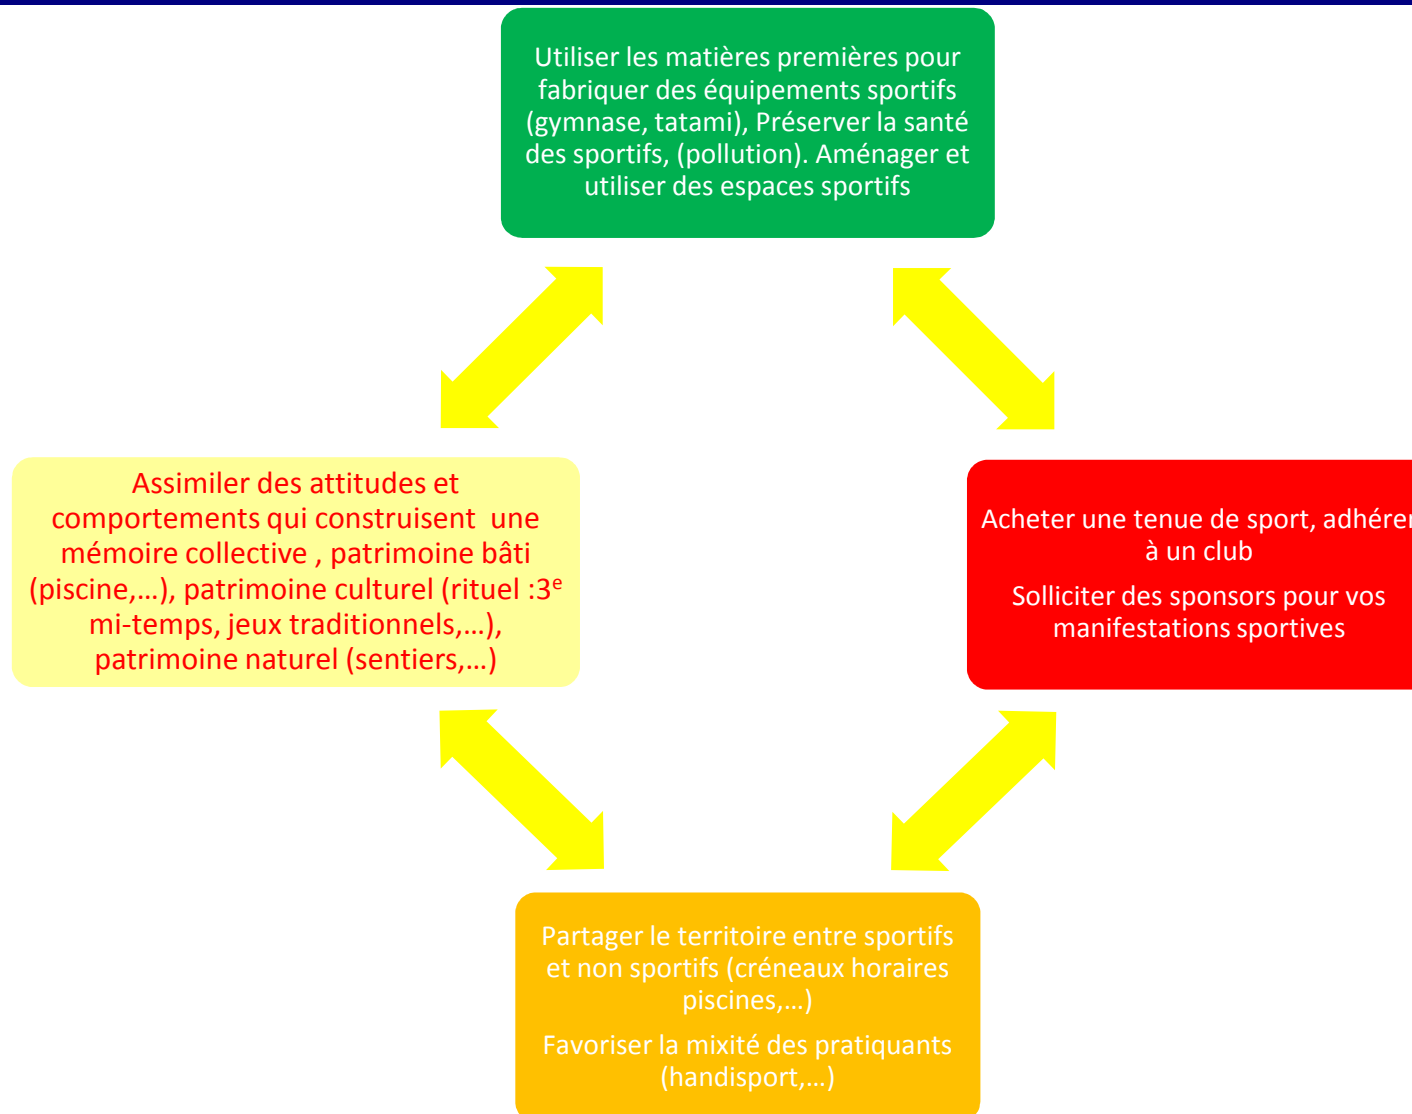 Utiliser les matières premières pour
fabriquer des équipements sportifs
(gymnase, tatami), Préserver la santé
des sportifs, (pollution). Aménager et
utiliser des espaces sportifs
Assimiler des attitudes et
comportements qui construisent  une
mémoire collective , patrimoine bâti
(piscine,…), patrimoine culturel (rituel :3e
mi-temps, jeux traditionnels,…),
patrimoine naturel (sentiers,…)
Acheter une tenue de sport, adhérer
à un club
Solliciter des sponsors pour vos
manifestations sportives
Partager le territoire entre sportifs
et non sportifs (créneaux horaires
piscines,…)
Favoriser la mixité des pratiquants
(handisport,…)